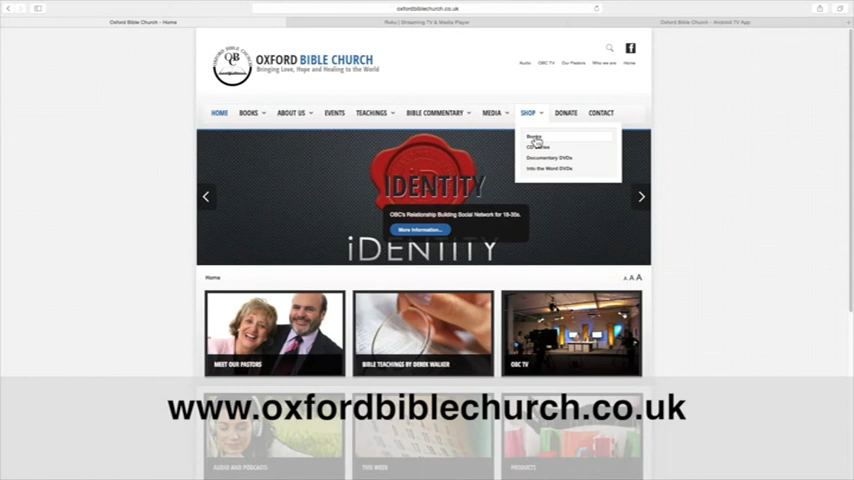 oxfordbiblechurch.co.uk
Oxford Bible Church - Home
Roku | Streaming TV & Media Player
Oxford Bible Church - Android TV App
OXFORD BIBLE CHURCH
OBC
OXFORD BIBLE CHURCH
Bringing Love, Hope and Healing to the World
Audio OBC TV Our Pastors Who we are Home
HOME BOOKS ABOUT US EVENTS TEACHINGS BIBLE COMMENTARY MEDIA SHOP DONATE CONTACT
Books
Documentary DVDs
Into the Word DVDs
IDENTITY
OBC's Relationship Building Social Network for 18-30s.
More Information...
iDENTITY
Home
A A A
MEET OUR PASTORS
BIBLE TEACHINGS BY DEREK WALKER
OBC TV
www.oxfordbiblechurch.co.uk
AUDIO AND PODCASTS
THIS WEEK
PRODUCTS